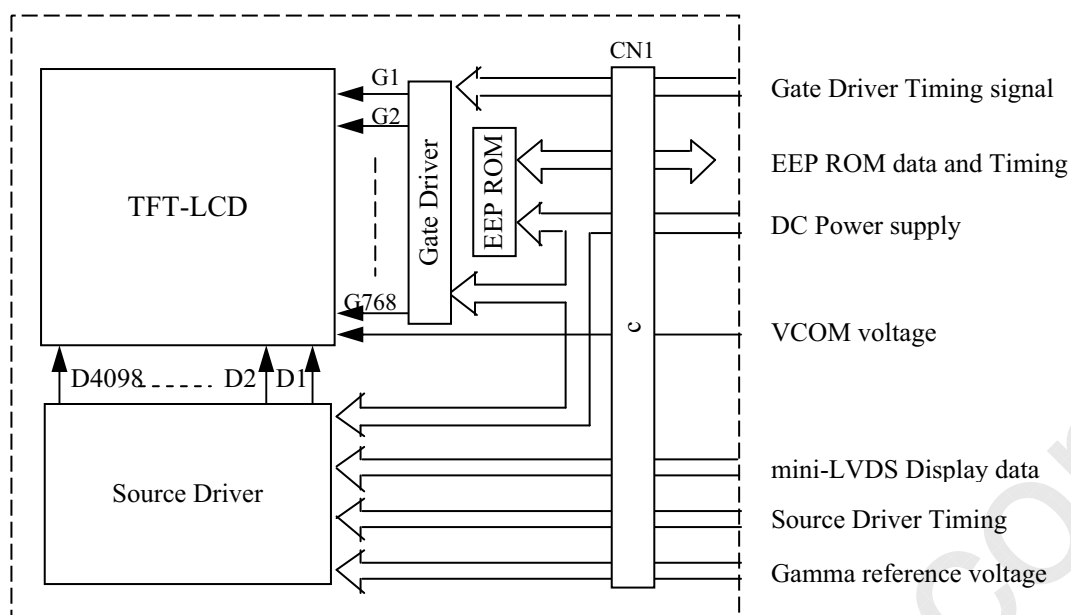 CN1
G1
Gate Driver Timing signal
G2
EEP ROM data and Timing
TFT-LCD
Gate Driver
EEP ROM
DC Power supply
G768
c
VCOM voltage
D4098 D2 D1
mini-LVDS Display data
Source Driver
Source Driver Timing
Gamma reference voltage